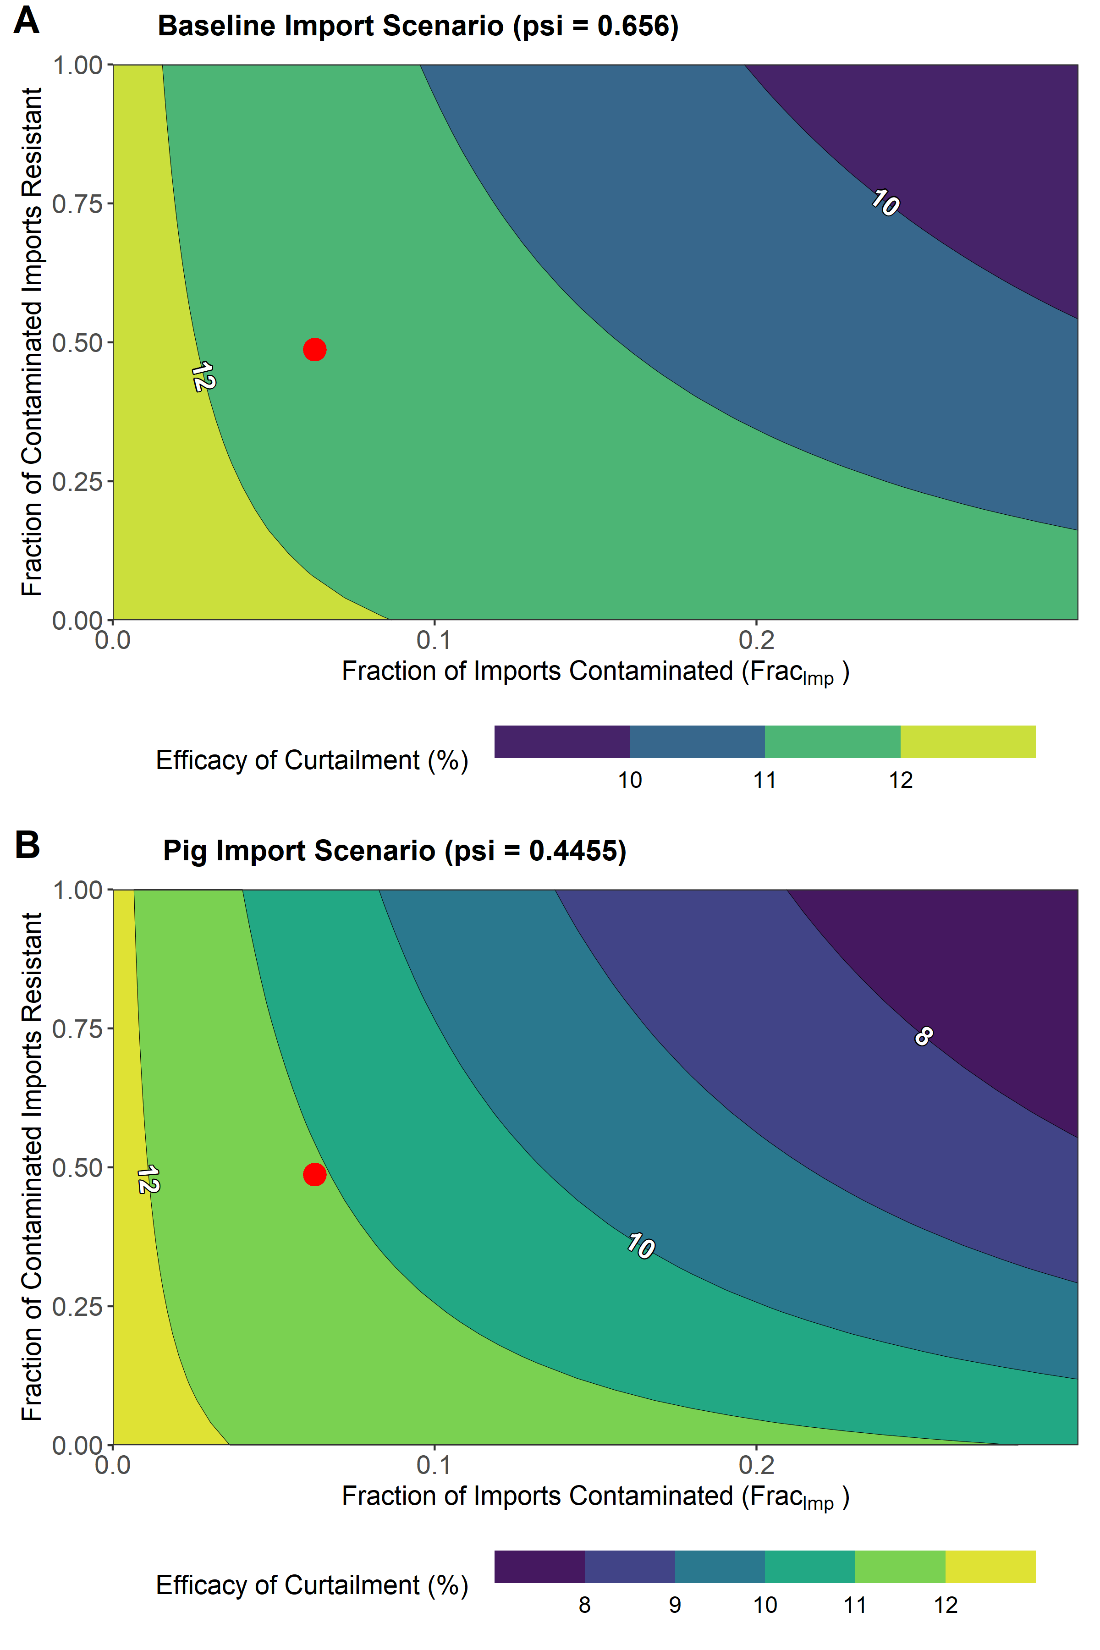 A
Baseline Import Scenario (psi = 0.656)
Fraction of Contaminated Imports Resistant
1.00
0.75
0.50
0.25
0.00
10
12
0.0 0.1 0.2
Fraction of Imports Contaminated (FracImp )
Efficacy of Curtailment (%)
10 11 12
B
Pig Import Scenario (psi = 0.4455)
Fraction of Contaminated Imports Resistant
1.00
0.75
0.50
0.25
0.00
8
12
10
0.0 0.1 0.2
Fraction of Imports Contaminated (FracImp )
Efficacy of Curtailment (%)
8 9 10 11 12